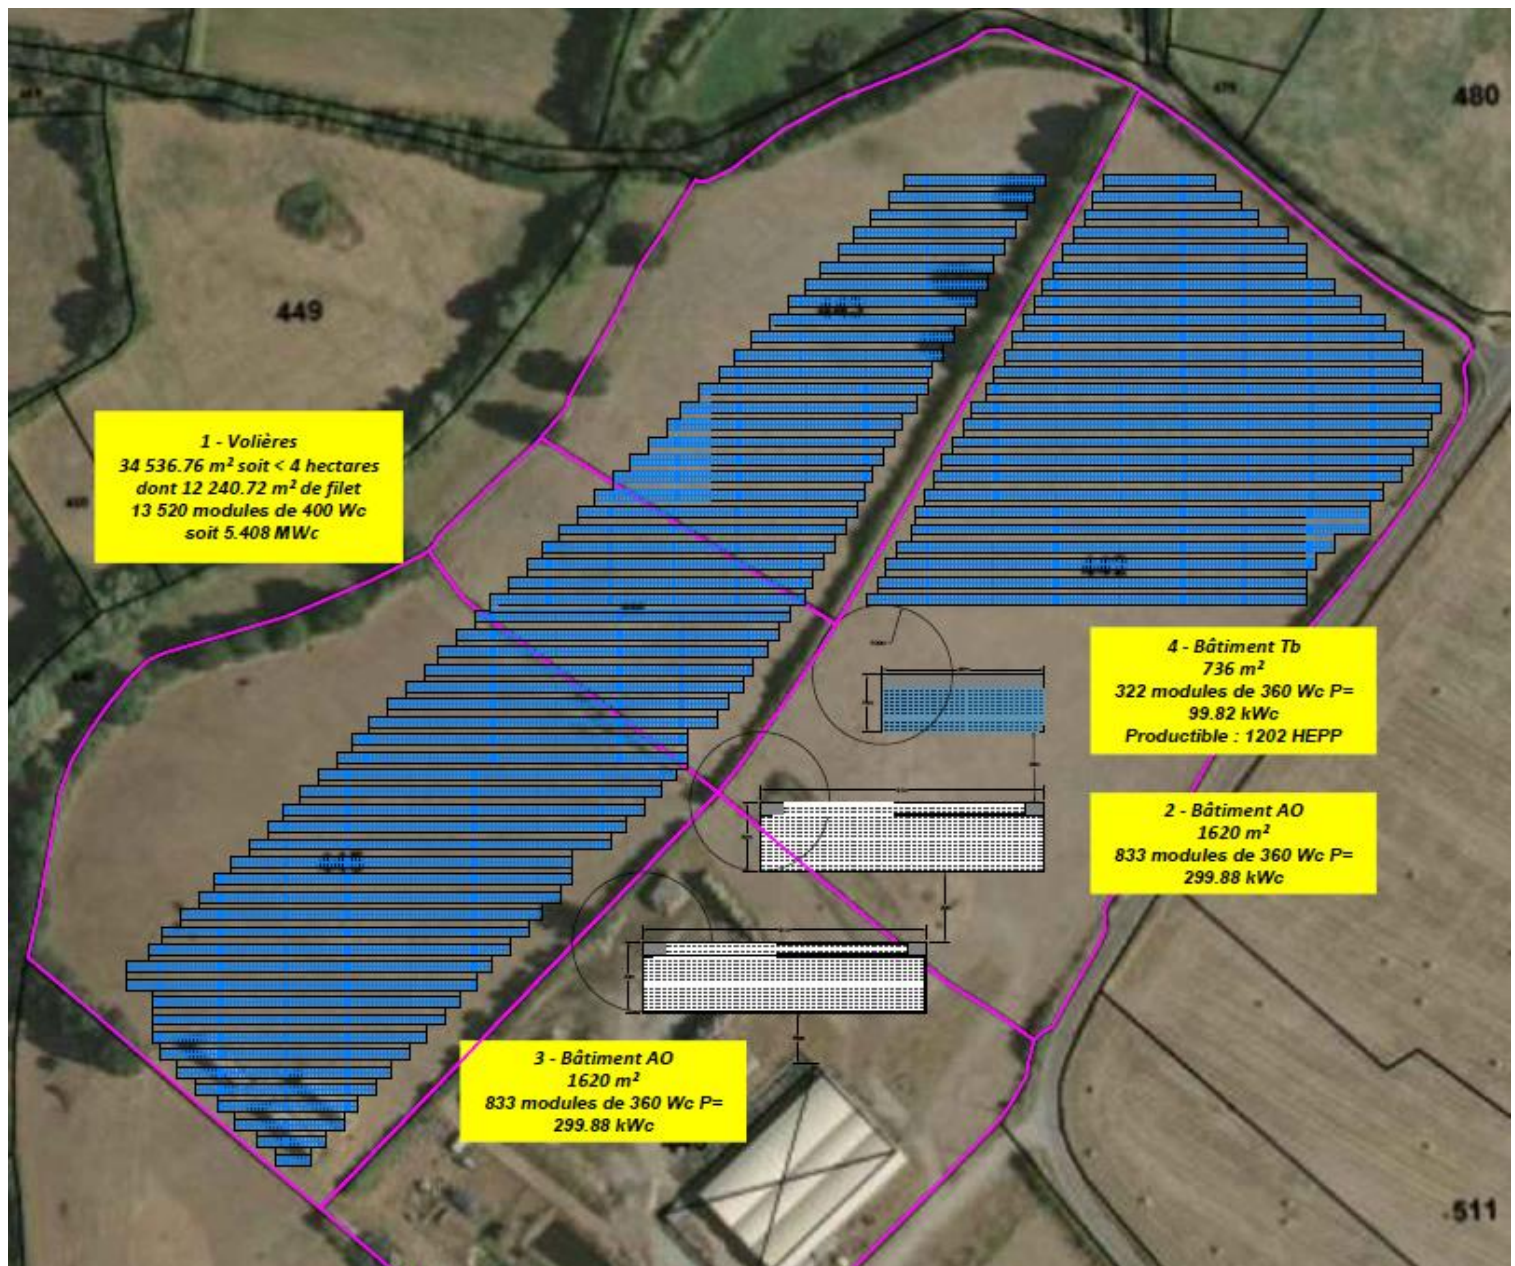 480
449
1 - Volières
34 536.76 m² soit < 4 hectares
dont 12 240.72 m² de filet
13 520 modules de 400 Wc
soit 5.408 MWc
442
4 - Bâtiment Tb
736 m²
322 modules de 360 Wc P=
99.82 kWc
Productible : 1202 HEPP
2 - Bâtiment AO
1620 m²
833 modules de 360 Wc P=
299.88 kWc
445
3 - Bâtiment AO
1620 m²
833 modules de 360 Wc P=
299.88 kWc
511